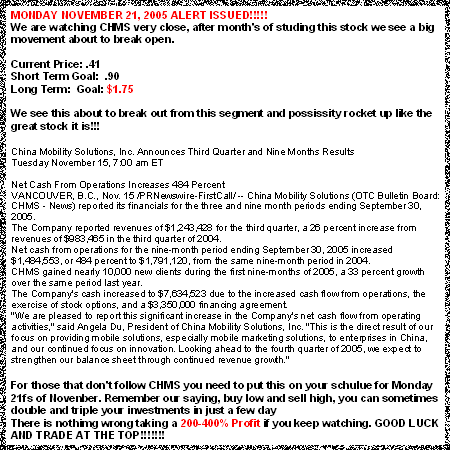 MONDAY NOVEMBER 21, 2005 ALERT ISSUED!!!!!
We are watching CHMS very close, after month's of studing this stock we see a big
movement about to break open.
Current Price: .41
Short Term Goal: .90
Long Term: Goal: $1.75
We see this about to break out from this segment and possissity rocket up like the
great stock it is!!!
China Mobility Solutions, Inc. Announces Third Quarter and Nine Months Results
Tuesday November 15, 7:00 am ET
Net Cash From Operations Increases 484 Percent
VANCOUVER, B.C., Nov. 15 /PRNewswire-FirstCall/ -- China Mobility Solutions (OTC Bulletin Board:
CHMS - News) reported its financials for the three and nine month periods ending September 30,
2005.
The Company reported revenues of $1,243,428 for the third quarter, a 26 percent increase from
revenues of $983,465 in the third quarter of 2004.
Net cash from operations for the nine-month period ending September 30, 2005 increased
$1,484,553, or 484 percent to $1,791,120, from the same nine-month period in 2004.
CHMS gained nearly 10,000 new clients during the first nine-months of 2005, a 33 percent growth
over the same period last year.
The Company's cash increased to $7,634,523 due to the increased cash flow from operations, the
exercise of stock options, and a $3,350,000 financing agreement.
"We are pleased to report this significant increase in the Company's net cash flow from operating
activities," said Angela Du, President of China Mobility Solutions, Inc. "This is the direct result of our
focus on providing mobile solutions, especially mobile marketing solutions, to enterprises in China,
and our continued focus on innovation. Looking ahead to the fourth quarter of 2005, we expect to
strengthen our balance sheet through continued revenue growth."
For those that don't follow CHMS you need to put this on your schulue for Monday
21fs of Novenber. Remember our saying, buy low and sell high, you can sometimes
double and triple your investments in just a few day
There is nothimg wrong taking a 200-400% Profit if you keep watching. GOOD LUCK
AND TRADE AT THE TOP!!!!!!!